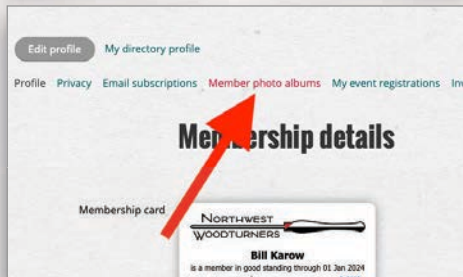 Edit profile My directory profile
Profile Privacy Email subscriptions Member photo albums My event registrations
Membership details
Membership card
NORTHWEST
WOODTURNERS
Bill Karow
is a member in good standing through 01 Jan 2024